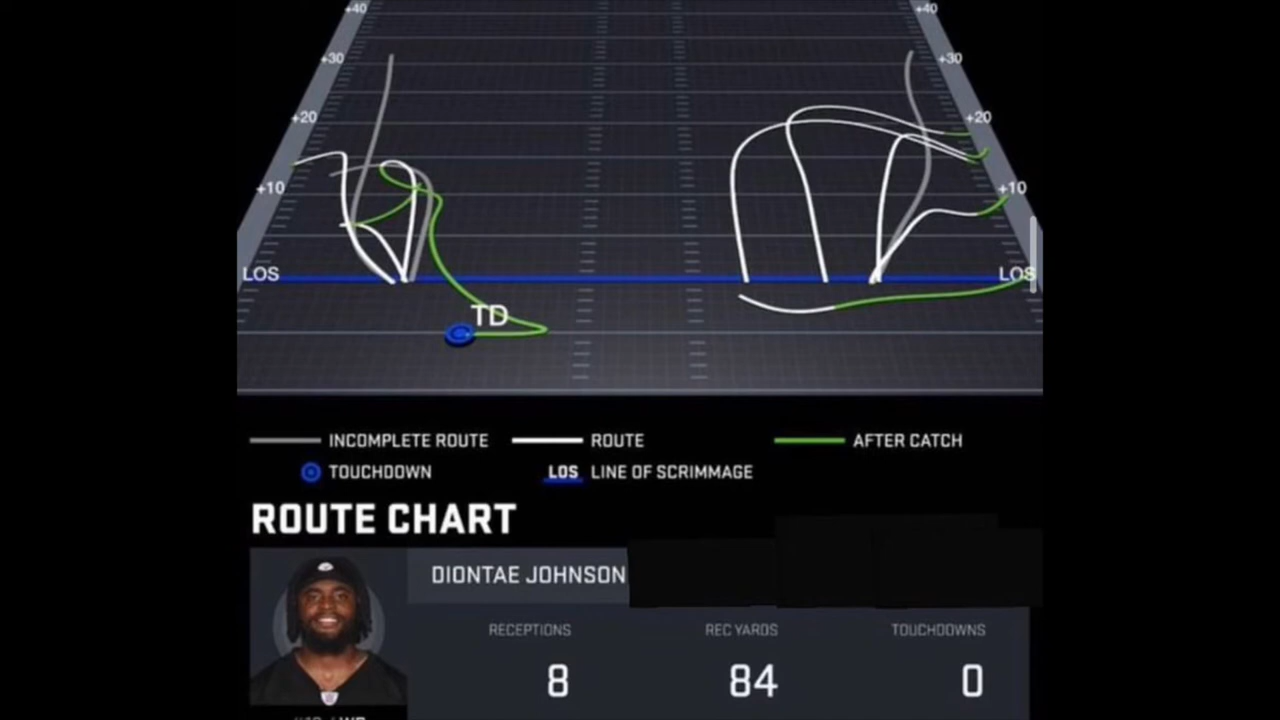 +40 +40
+30 +30
+20 +20
+10 +10
LOS LOS
TD
INCOMPLETE ROUTE ROUTE AFTER CATCH
TOUCHDOWN LOS LINE OF SCRIMMAGE
ROUTE CHART
DIONTAE JOHNSON
RECEPTIONS REC YARDS TOUCHDOWNS
8 84 0